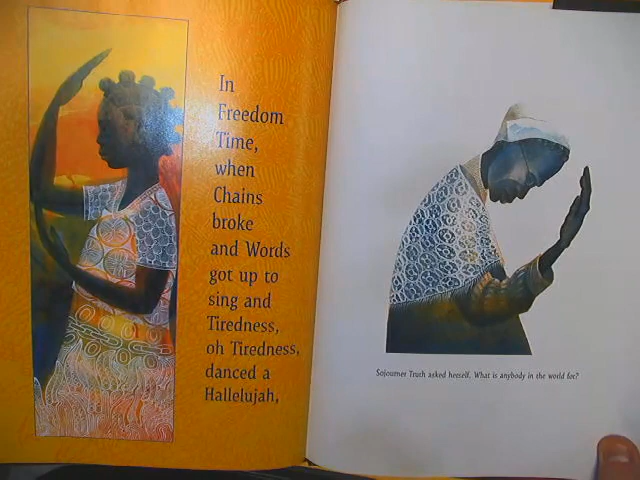 In
Freedom
Time,
when
Chains
broke
and Words
got up to
sing and
Tiredness,
oh Tiredness,
danced a
Hallelujah,
Sojourner Truth asked herself. What is anybody in the world for?